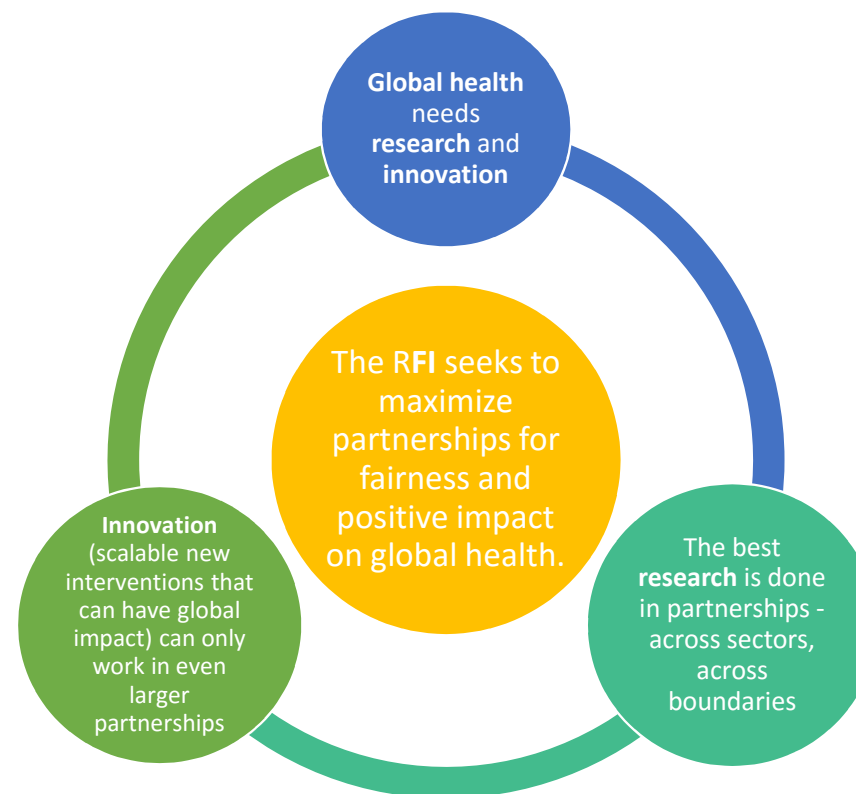 Global health
needs
research and
innovation
The RFI seeks to
maximize
partnerships for
fairness and
positive impact
on global health.
Innovation
(scalable new
interventions that
can have global
impact) can only
work in even
larger
partnerships
The best
research is done
in partnerships -
across sectors,
across
boundaries